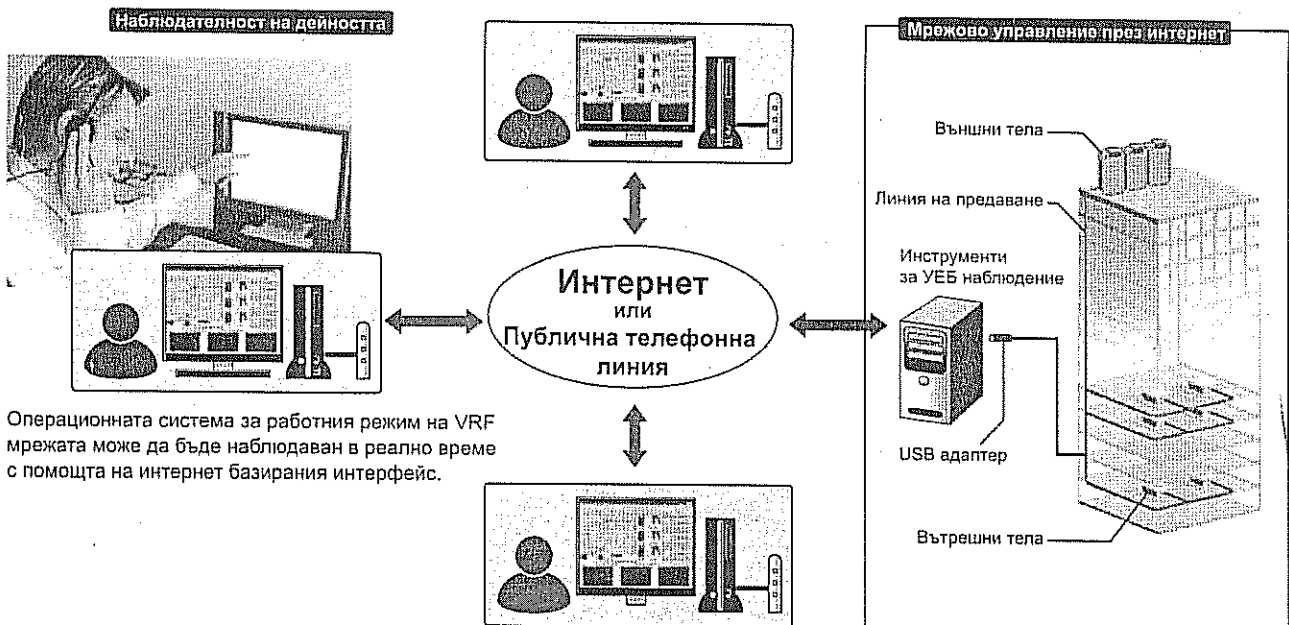 Наблюдателност на дейността
Мрежово управление през интернет
Външни тела
Линия на предаване
Инструменти
за УЕБ наблюдение
Интернет
или
Публична телефонна
линия
USB адаптер
Вътрешни тела
Операционната система за работния режим на VRF
мрежата може да бъде наблюдаван в реално време
с помощта на интернет базирания интерфейс.